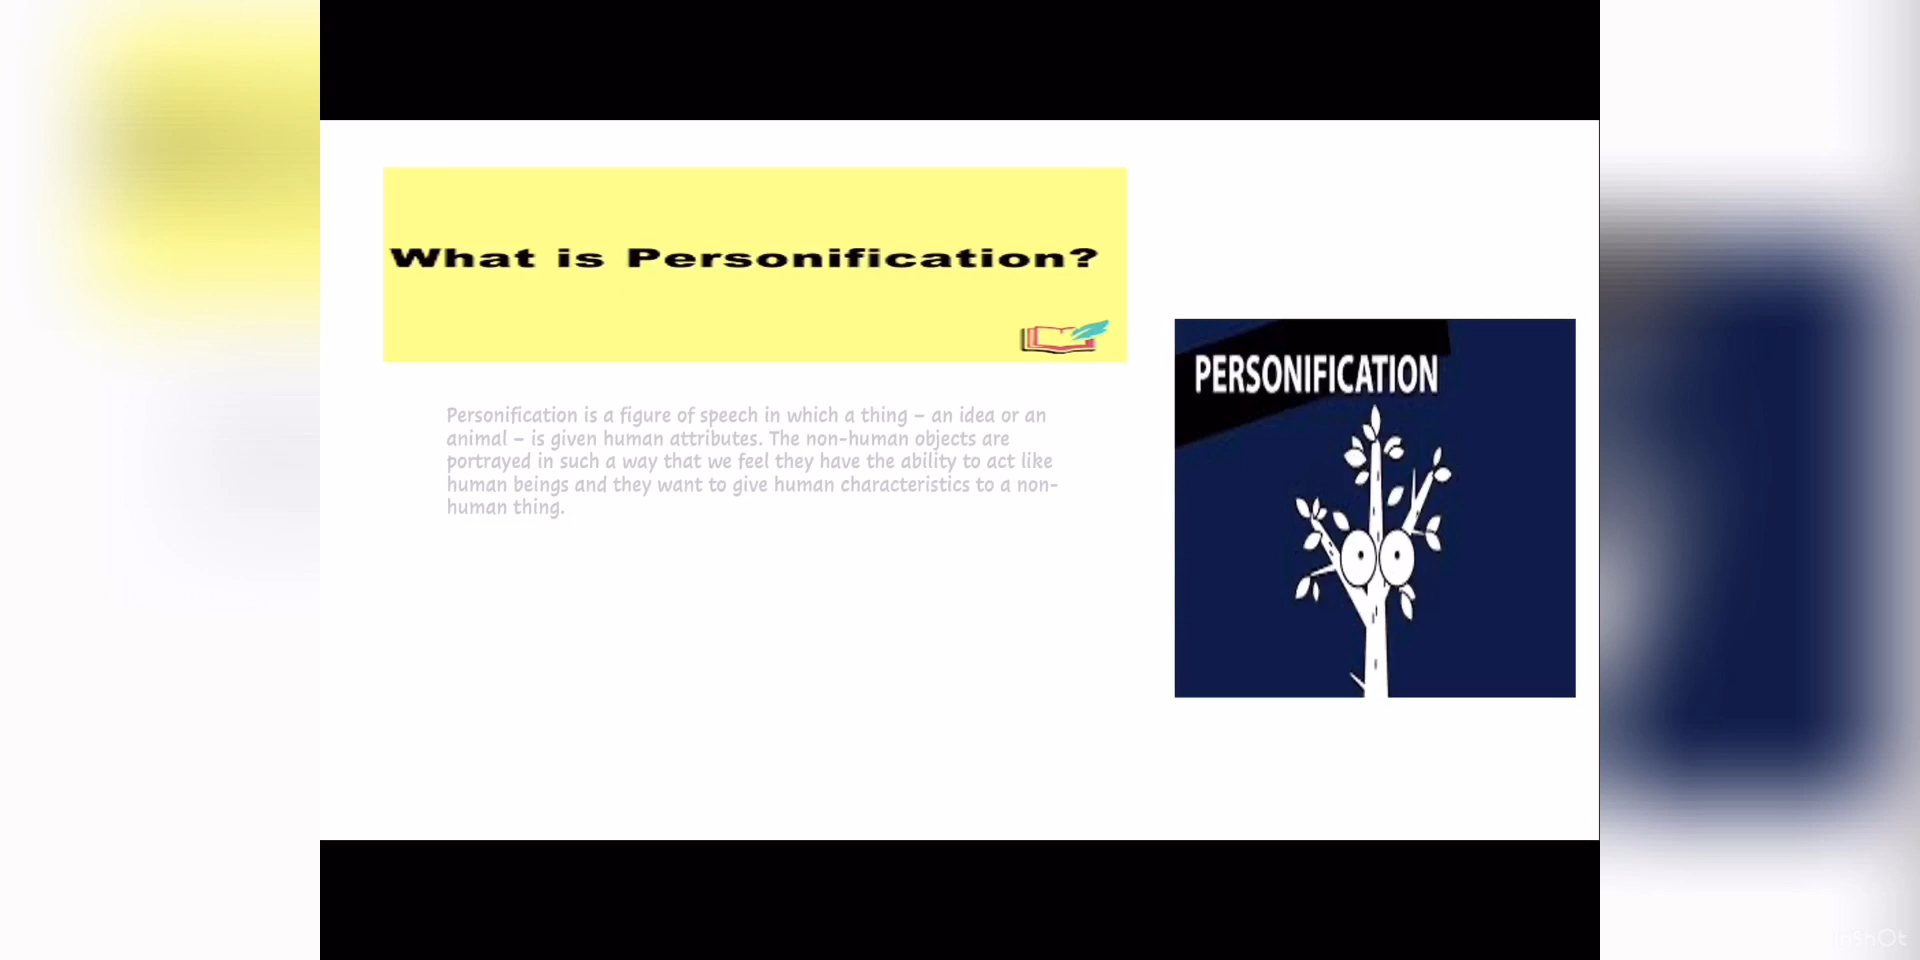 What is Personification?
Personification is a figure of speech in which a thing – an idea or an
animal – is given human attributes. The non-human objects are
portrayed in such a way that we feel they have the ability to act like
human beings and they want to give human characteristics to a non-
human thing.
PERSONIFICATION
InShOt